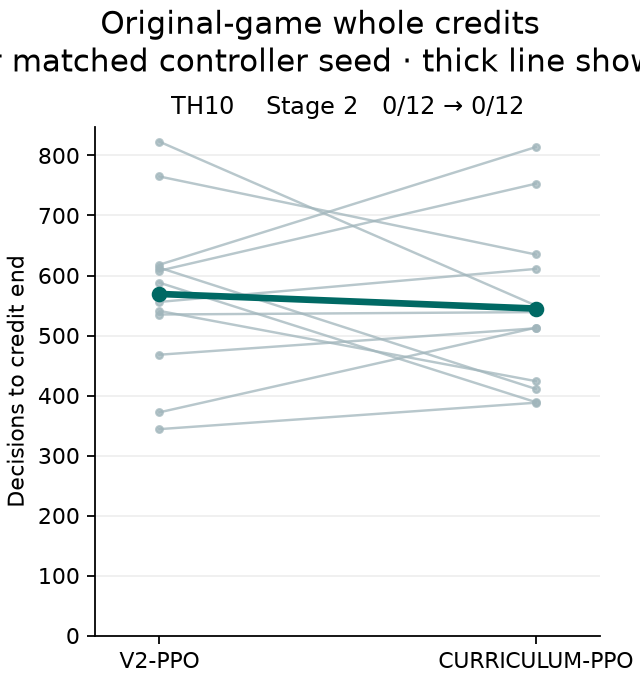 Original-game whole credits
matched controller seed · thick line
TH10 Stage 2 0/12 → 0/12
800
700
600
500
400
300
200
100
0
Decisions to credit end
V2-PPO CURRICULUM-PPO